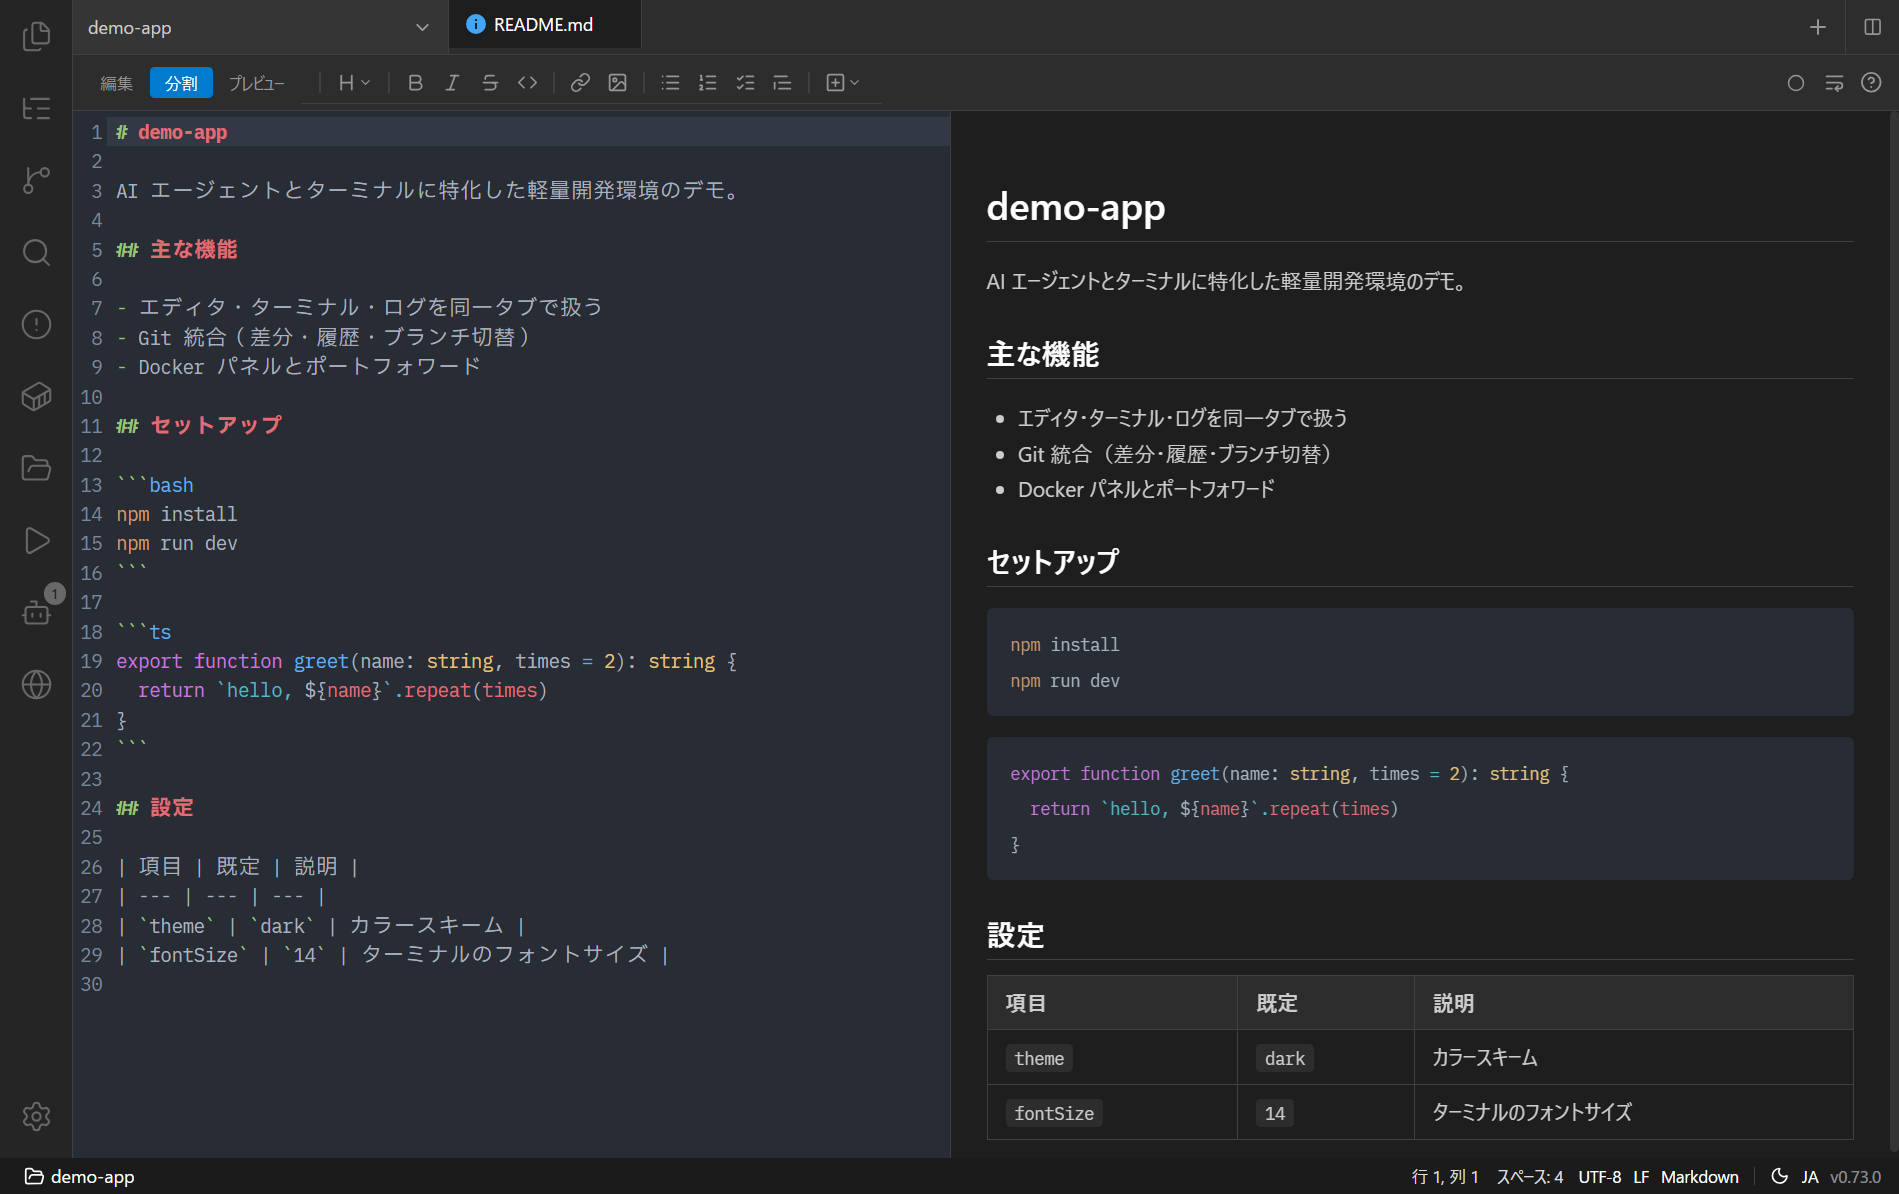 demo-app
README.md
編集 分割 プレビュー
H B I S
1 # demo-app
2
3 AI エージェントとターミナルに特化した軽量開発環境のデモ。
4
5 ## 主な機能
6
7 - エディタ・ターミナル・ログを同一タブで扱う
8 - Git 統合（差分・履歴・ブランチ切替）
9 - Docker パネルとポートフォワード
10
11 ## セットアップ
12
13 ```bash
14 npm install
15 npm run dev
16 ```
17
18 ```ts
19 export function greet(name: string, times = 2): string {
20   return `hello, ${name}`.repeat(times)
21 }
22 ```
23
24 ## 設定
25
26 | 項目 | 既定 | 説明 |
27 | --- | --- | --- |
28 | `theme` | `dark` | カラースキーム |
29 | `fontSize` | `14` | ターミナルのフォントサイズ |
30
demo-app
AI エージェントとターミナルに特化した軽量開発環境のデモ。
主な機能
• エディタ・ターミナル・ログを同一タブで扱う
• Git 統合（差分・履歴・ブランチ切替）
• Docker パネルとポートフォワード
セットアップ
npm install
npm run dev
export function greet(name: string, times = 2): string {
  return `hello, ${name}`.repeat(times)
}
設定
項目 既定 説明
theme dark カラースキーム
fontSize 14 ターミナルのフォントサイズ
1
demo-app
行 1, 列 1 スペース: 4 UTF-8 LF Markdown JA v0.73.0